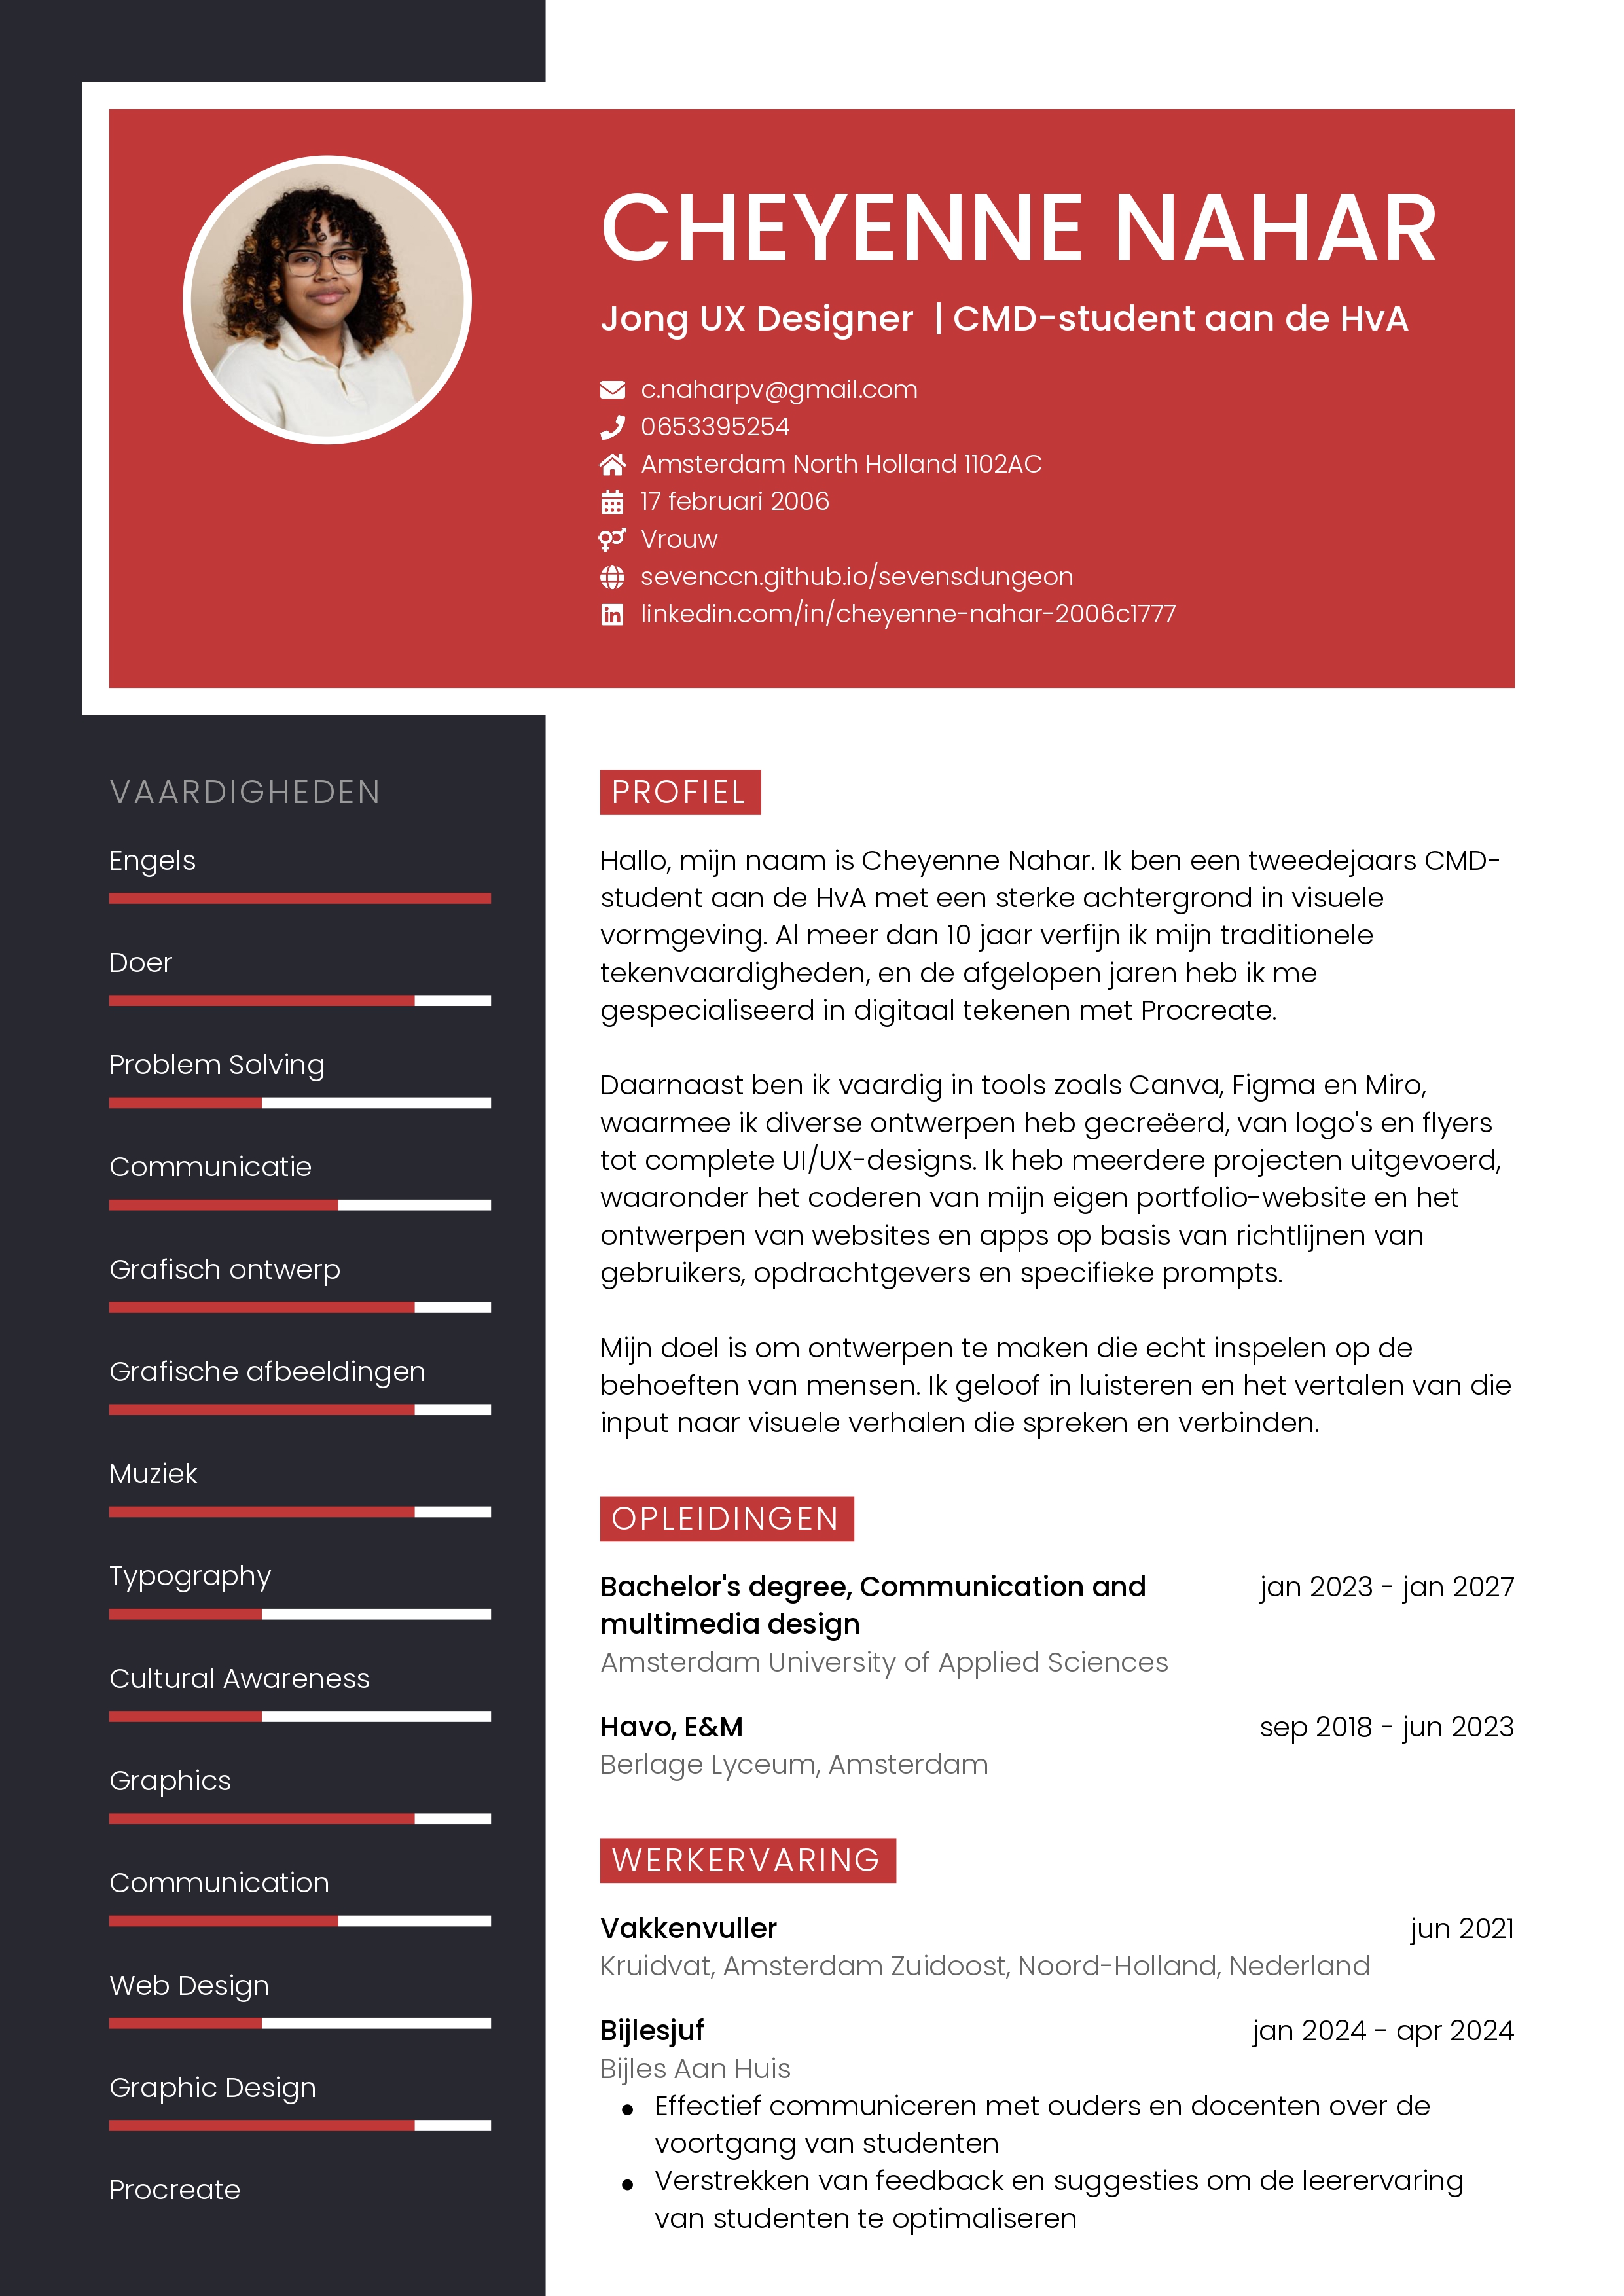 CHEYENNE NAHAR
Jong UX Designer | CMD-student aan de HvA
c.naharpv@gmail.com
0653395254
Amsterdam North Holland 1102AC
17 februari 2006
Vrouw
sevenccn.github.io/sevensdungeon
linkedin.com/in/cheyenne-nahar-2006c1777
VAARDIGHEDEN
Engels
Doer
Problem Solving
Communicatie
Grafisch ontwerp
Grafische afbeeldingen
Muziek
Typography
Cultural Awareness
Graphics
Communication
Web Design
Graphic Design
Procreate
PROFIEL
Hallo, mijn naam is Cheyenne Nahar. Ik ben een tweedejaars CMD-
student aan de HvA met een sterke achtergrond in visuele
vormgeving. Al meer dan 10 jaar verfijn ik mijn traditionele
tekenvaardigheden, en de afgelopen jaren heb ik me
gespecialiseerd in digitaal tekenen met Procreate.
Daarnaast ben ik vaardig in tools zoals Canva, Figma en Miro,
waarmee ik diverse ontwerpen heb gecreëerd, van logo's en flyers
tot complete UI/UX-designs. Ik heb meerdere projecten uitgevoerd,
waaronder het coderen van mijn eigen portfolio-website en het
ontwerpen van websites en apps op basis van richtlijnen van
gebruikers, opdrachtgevers en specifieke prompts.
Mijn doel is om ontwerpen te maken die echt inspelen op de
behoeften van mensen. Ik geloof in luisteren en het vertalen van die
input naar visuele verhalen die spreken en verbinden.
OPLEIDINGEN
Bachelor's degree, Communication and jan 2023 - jan 2027
multimedia design
Amsterdam University of Applied Sciences
Havo, E&M sep 2018 - jun 2023
Berlage Lyceum, Amsterdam
WERKERVARING
Vakkenvuller jun 2021
Kruidvat, Amsterdam Zuidoost, Noord-Holland, Nederland
Bijlesjuf jan 2024 - apr 2024
Bijles Aan Huis
● Effectief communiceren met ouders en docenten over de
voortgang van studenten
● Verstrekken van feedback en suggesties om de leerervaring
van studenten te optimaliseren